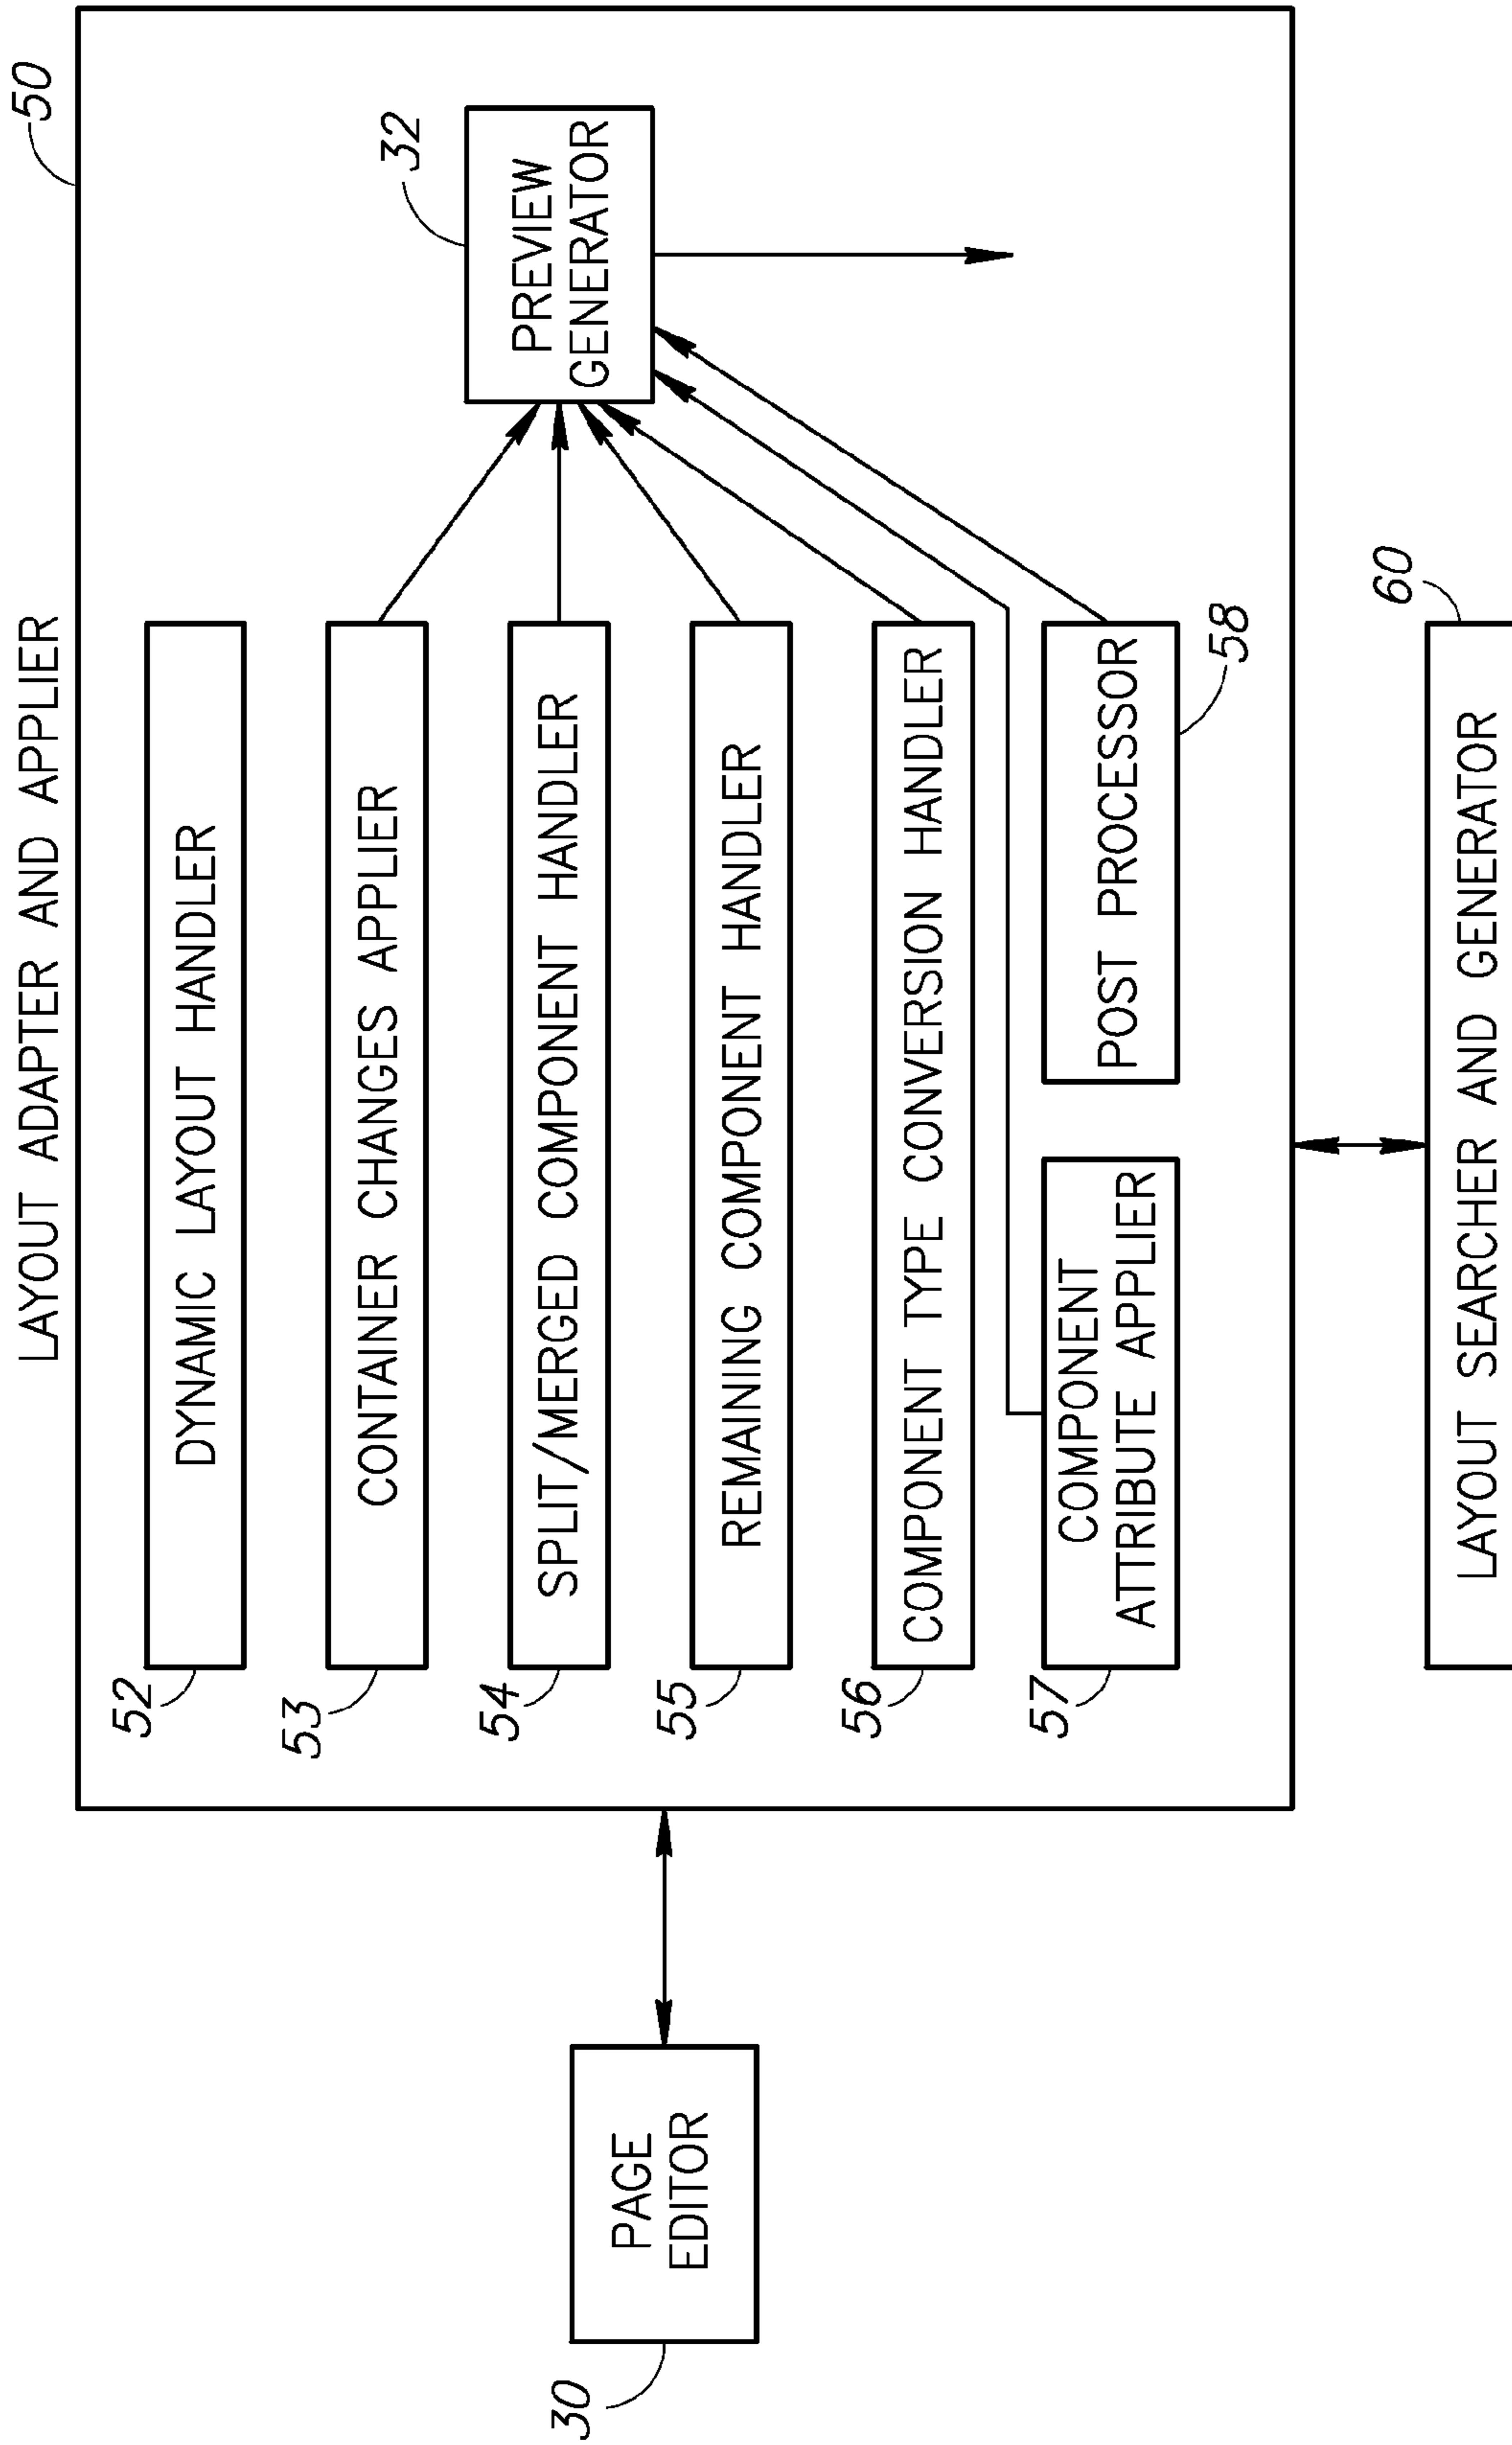 LAYOUT ADAPTER AND APPLIER
50
52
DYNAMIC LAYOUT HANDLER
53
CONTAINER CHANGES APPLIER
32
PREVIEW
GENERATOR
54
SPLIT/MERGED COMPONENT HANDLER
30
PAGE
EDITOR
55
REMAINING COMPONENT HANDLER
56
COMPONENT TYPE CONVERSION HANDLER
57
COMPONENT
ATTRIBUTE APPLIER
POST PROCESSOR
58
60
LAYOUT SEARCHER AND GENERATOR